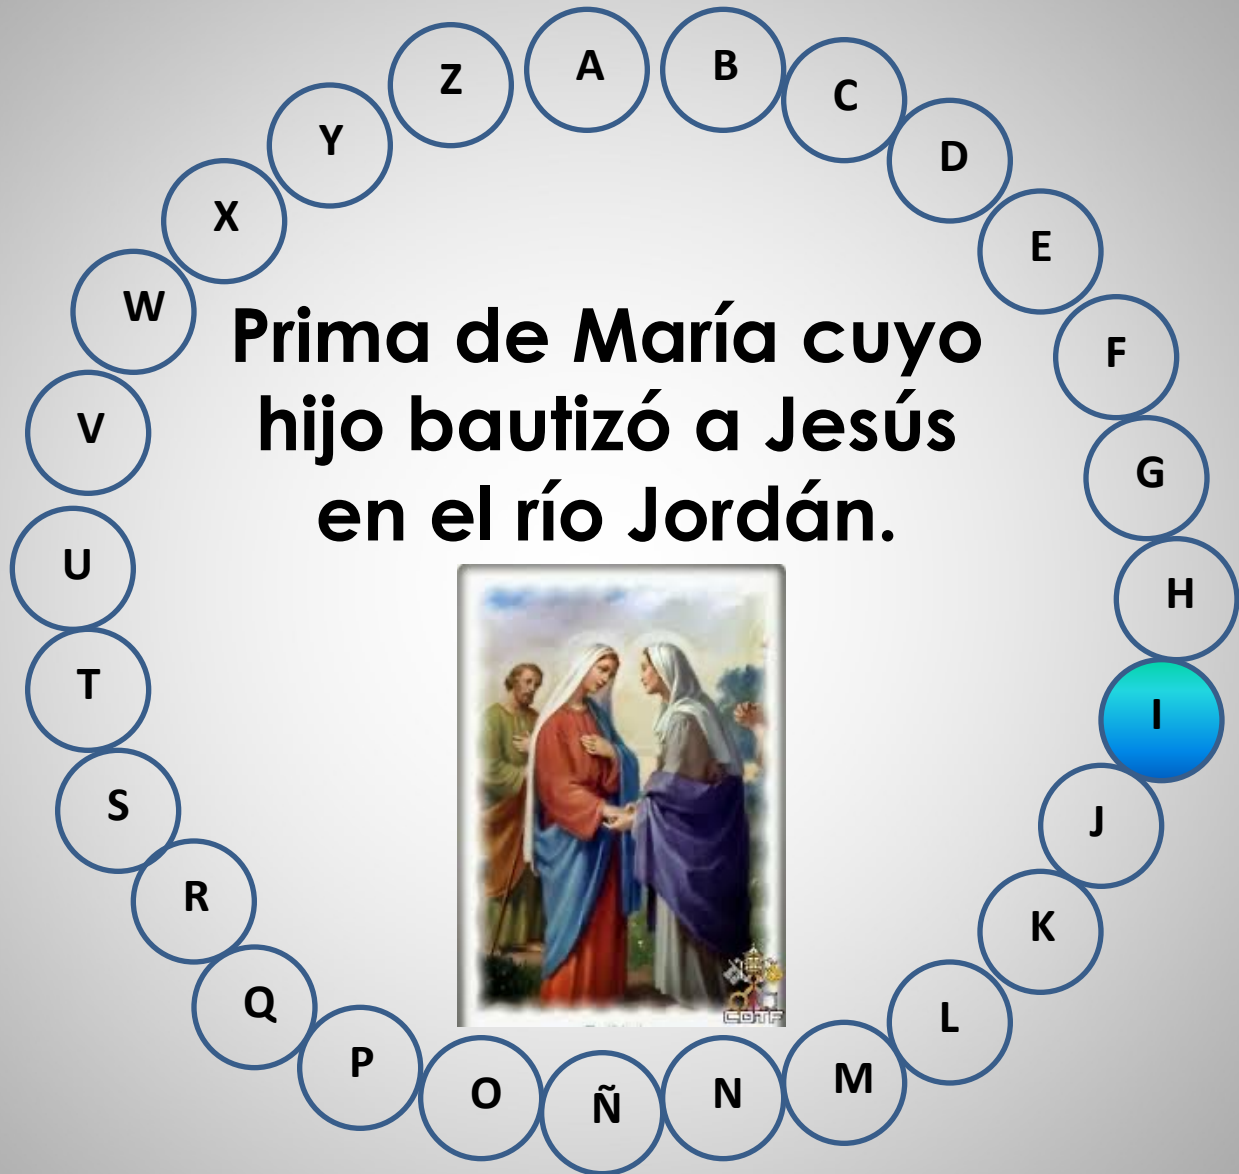 A
B
C
D
E
F
G
H
I
J
K
L
M
N
Ñ
O
P
Q
R
S
T
U
V
W
X
Y
Z
Prima de María cuyo
hijo bautizó a Jesús
en el río Jordán.